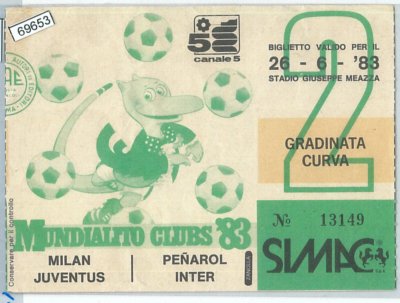 69653
5
canale 5
BIGLIETTO VALIDO PER IL
26 - 6 - '83
STADIO GIUSEPPE MEAZZA
2
GRADINATA
CURVA
MUNDIALITO CLUBS '83
MILAN
JUVENTUS
PEÑAROL
INTER
Nº 13149
SIMAC
Conservare per il controllo